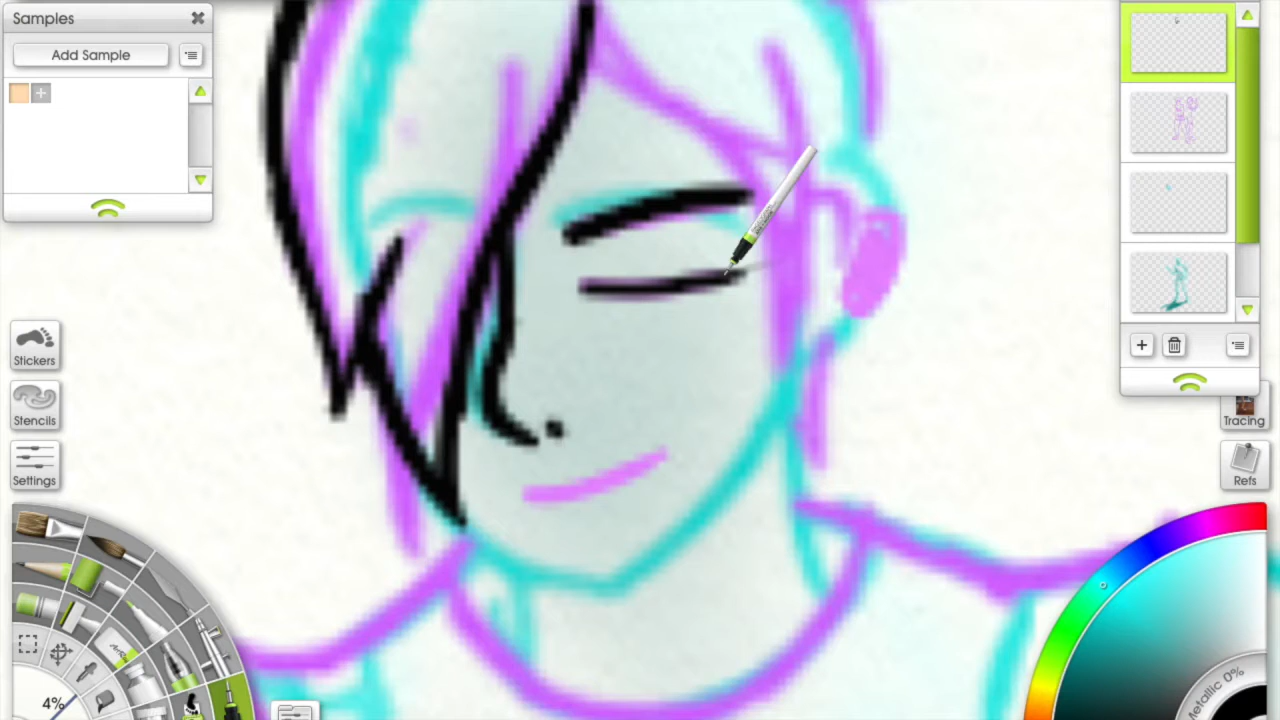 Samples
Add Sample
Stickers
Stencils
Settings
4%
Tracing
Refs
Metallic 0%